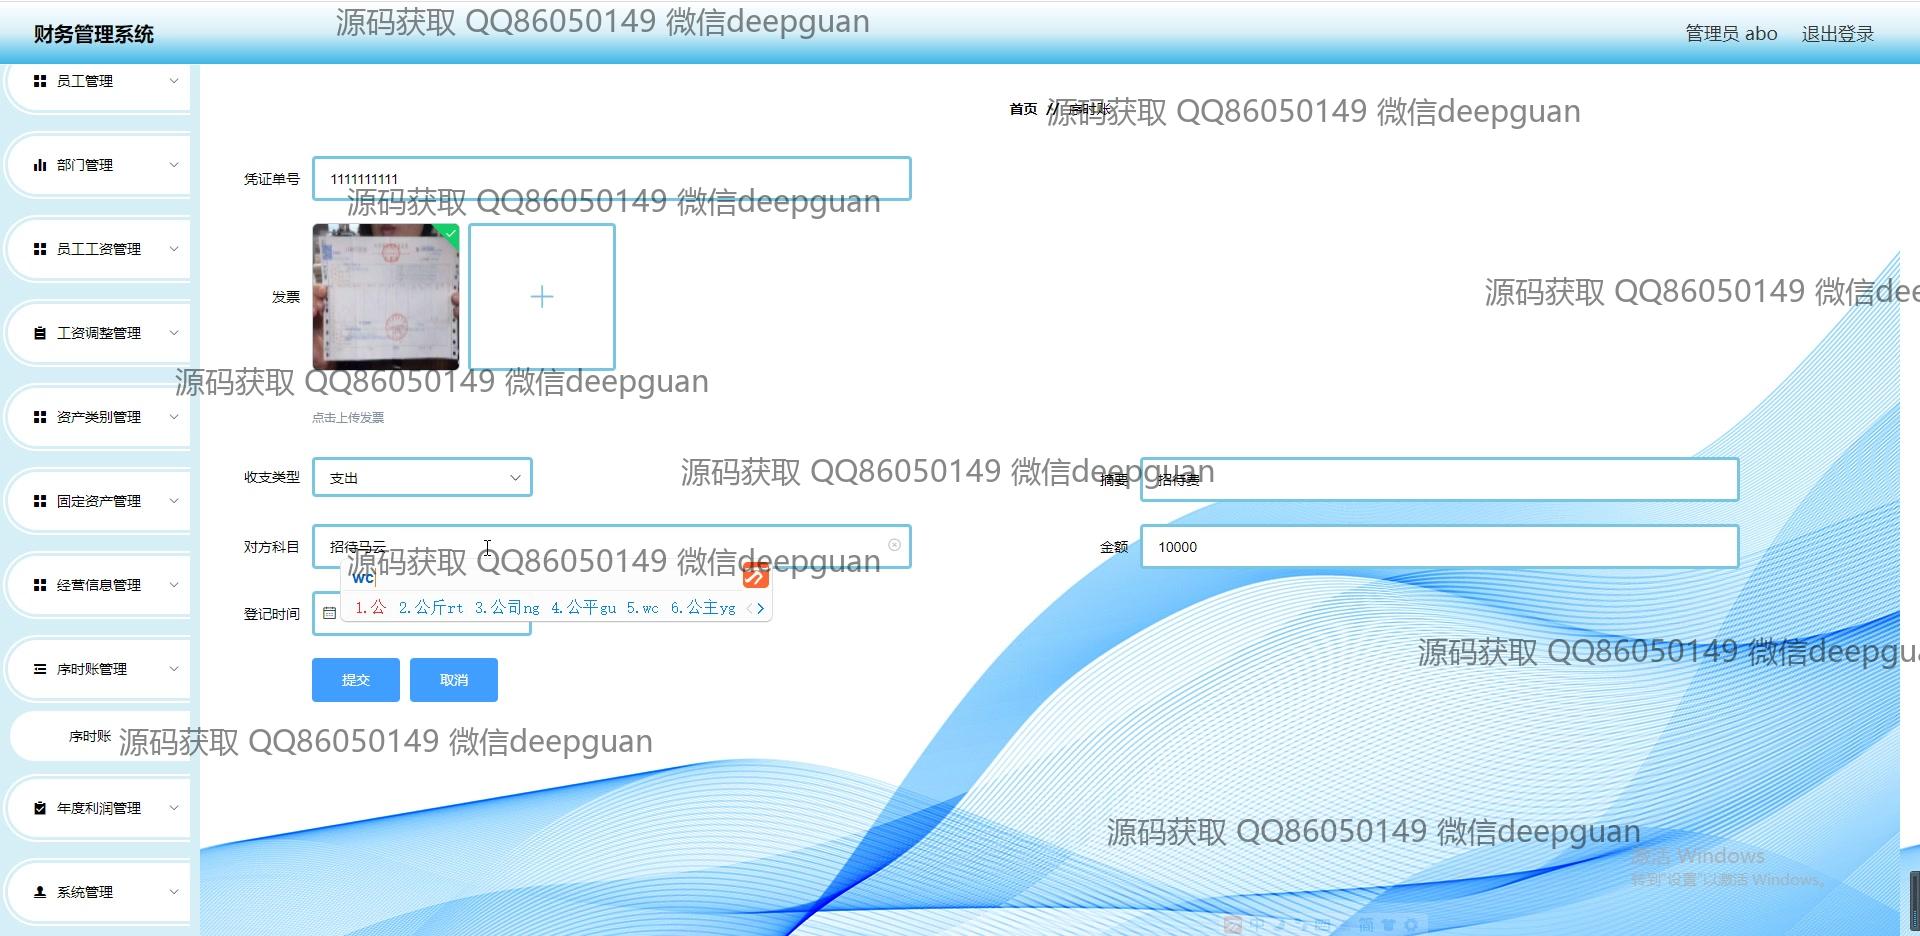 财务管理系统
源码获取 QQ86050149 微信deepguan
管理员 abo 退出登录
员工管理
首页 // 序时账
源码获取 QQ86050149 微信deepguan
部门管理
凭证单号 1111111111
源码获取 QQ86050149 微信deepguan
员工工资管理
发票
源码获取 QQ86050149 微信dee
工资调整管理
源码获取 QQ86050149 微信deepguan
资产类别管理
点击上传发票
收支类型 支出
源码获取 QQ86050149 微信deepguan
摘要 招待费
固定资产管理
对方科目 招待马云
源码获取 QQ86050149 微信deepguan
金额 10000
wc
经营信息管理
登记时间
1.公 2.公斤rt 3.公司ng 4.公平gu 5.wc 6.公主yg
源码获取 QQ86050149 微信deepgua
序时账管理
提交 取消
序时账
源码获取 QQ86050149 微信deepguan
年度利润管理
源码获取 QQ86050149 微信deepguan
激活 Windows
转到"设置"以激活 Windows。
系统管理
中 简